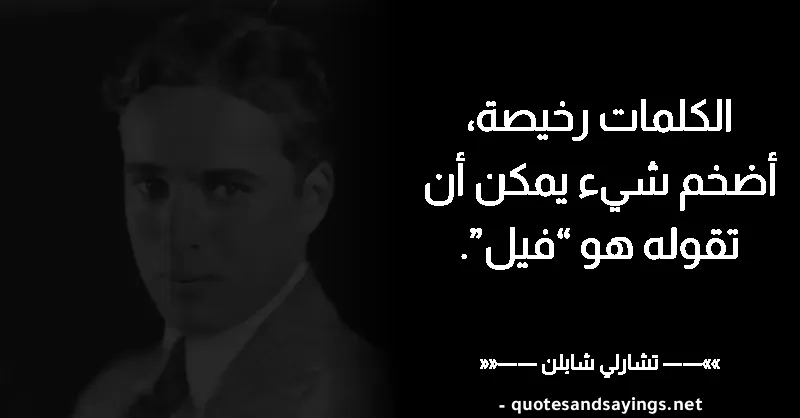 الكلمات رخيصة،
أضخم شيء يمكن أن
تقوله هو “فيل”.
»»—— تشارلي شابلن ——««
- quotesandsayings.net